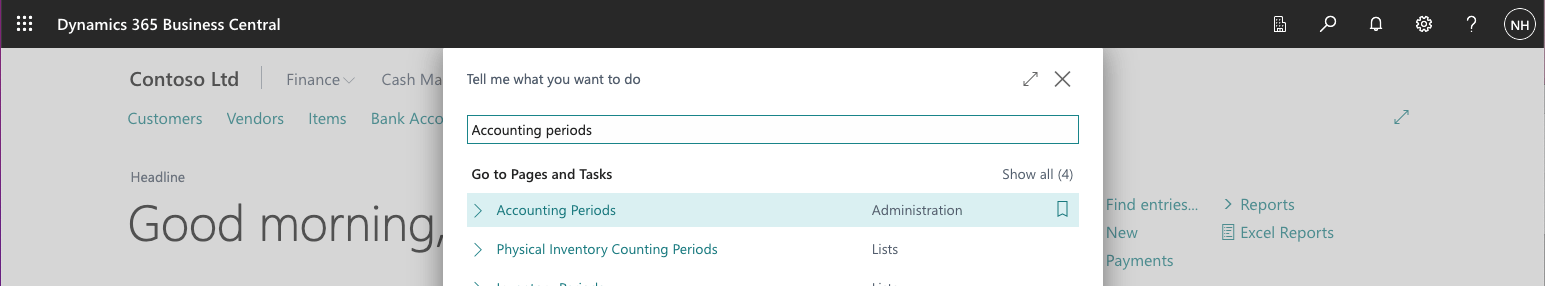 Dynamics 365 Business Central
NH
Contoso Ltd Finance Cash Ma
Tell me what you want to do
Customers Vendors Items Bank Acco
Accounting periods
Headline
Go to Pages and Tasks Show all (4)
Good morning,
Accounting Periods Administration
Find entries... Reports
Physical Inventory Counting Periods Lists
New Excel Reports
Payments